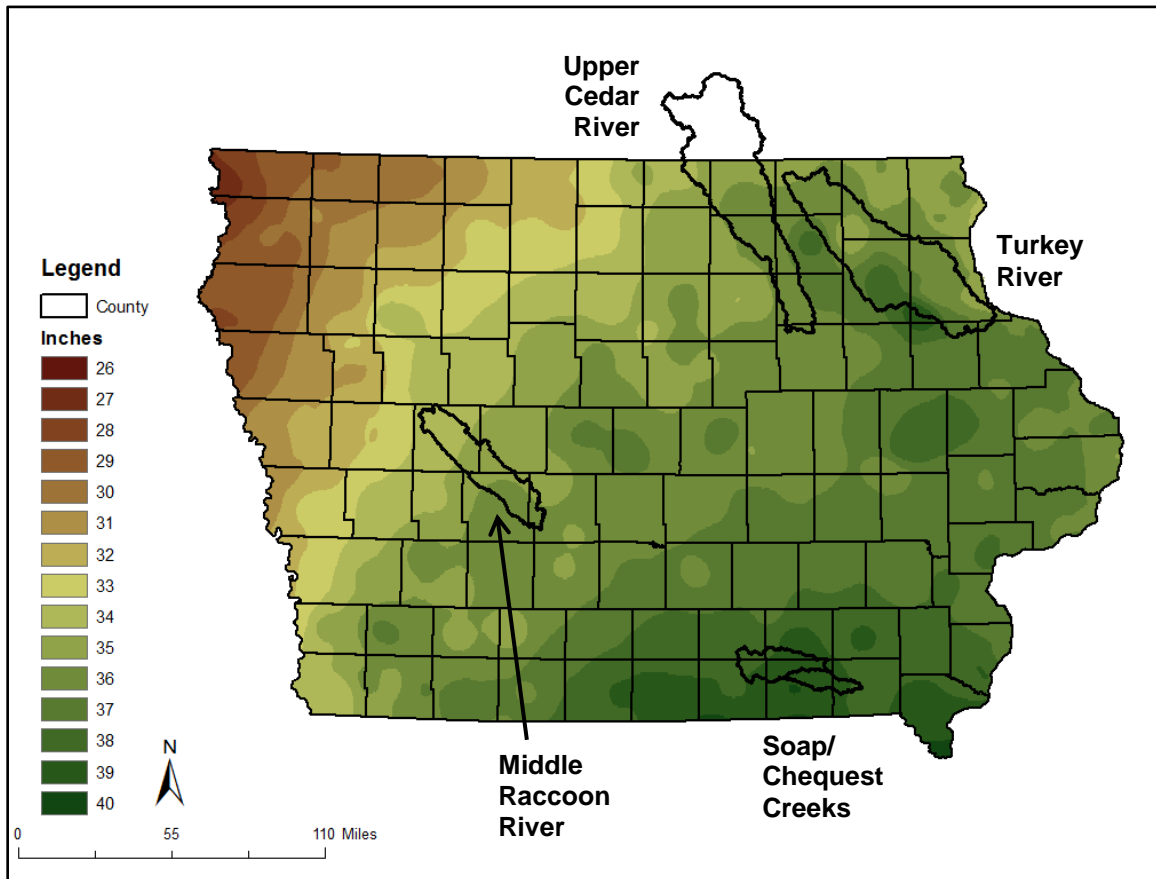 Upper
Cedar
River
Turkey
River
Legend
County
Inches
26
27
28
29
30
31
32
33
34
35
36
37
38
39
40
N
0 55 110 Miles
Middle
Raccoon
River
Soap/
Chequest
Creeks